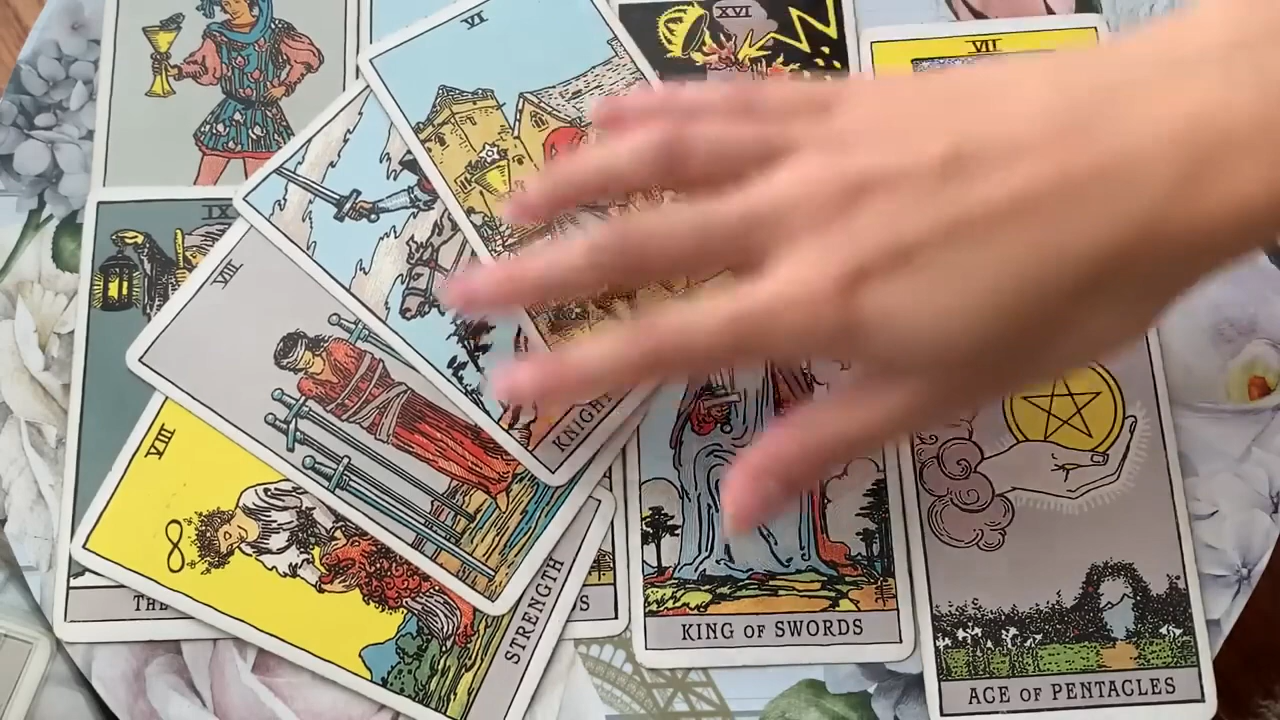 VI
XVI
VII
IX
VIII
VIII
KNIGHT
STRENGTH
KING OF SWORDS
ACE OF PENTACLES